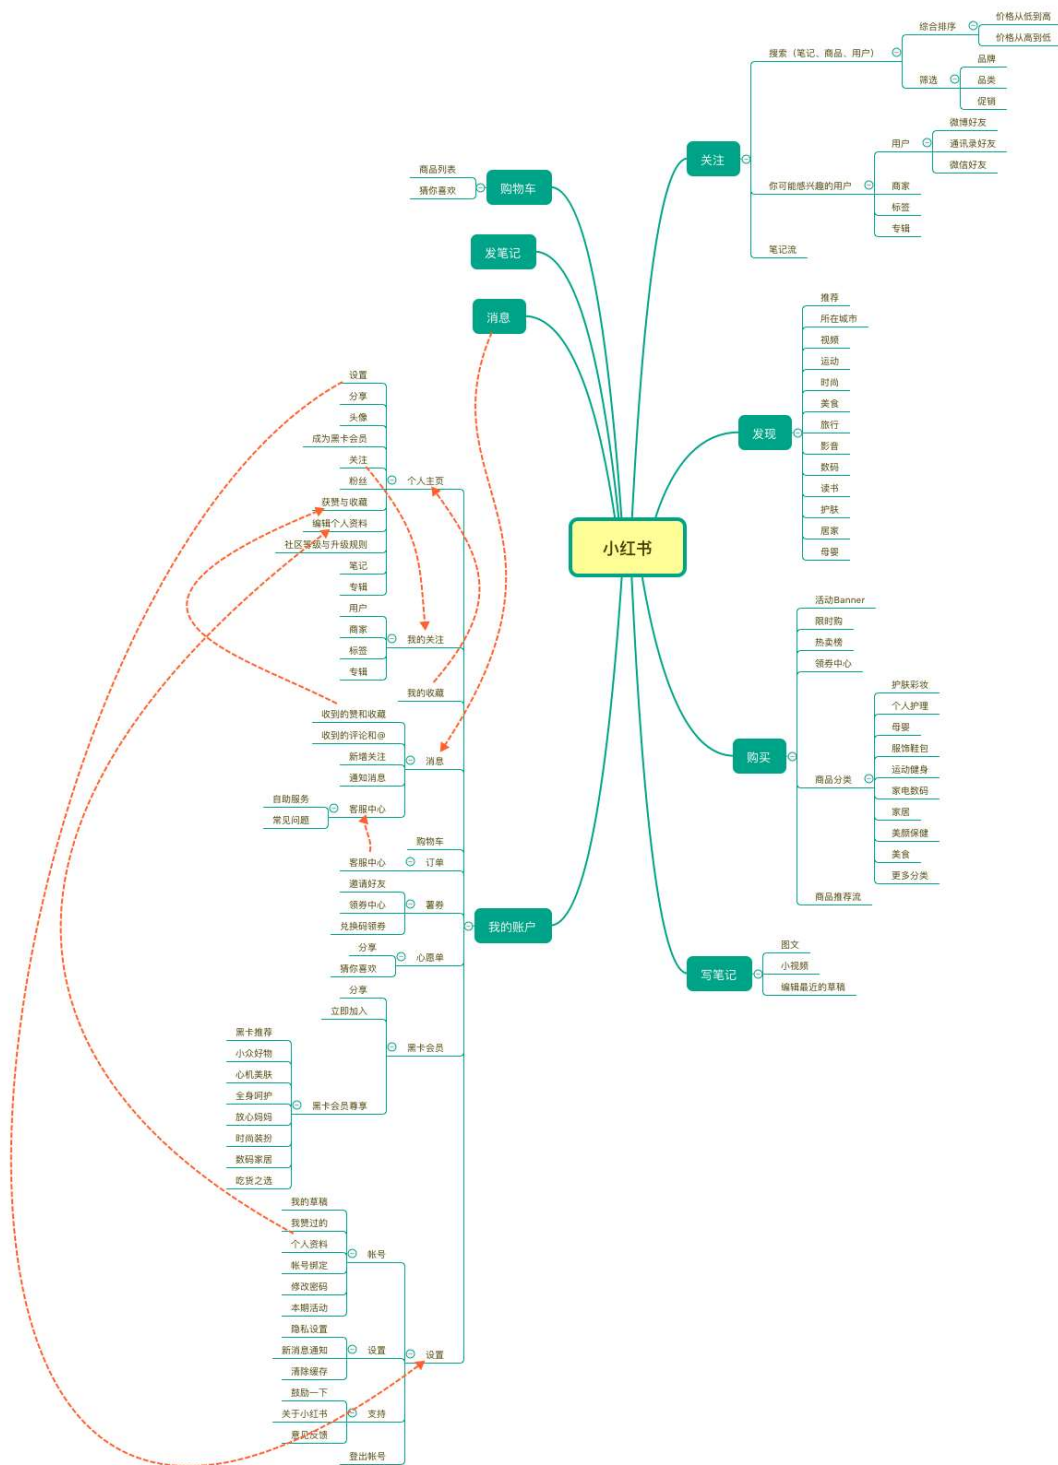 小红书
关注
搜索（笔记、商品、用户）
综合排序
价格从低到高
价格从高到低
筛选
品牌
品类
促销
你可能感兴趣的用户
用户
微博好友
通讯录好友
微信好友
商家
标签
专辑
笔记流
发现
推荐
所在城市
视频
运动
时尚
美食
旅行
影音
数码
读书
护肤
居家
母婴
购买
活动Banner
限时购
热卖榜
领券中心
商品分类
护肤彩妆
个人护理
母婴
服饰鞋包
运动健身
家电数码
家居
美颜保健
美食
更多分类
商品推荐流
写笔记
图文
小视频
编辑最近的草稿
购物车
商品列表
猜你喜欢
发笔记
消息
我的账户
个人主页
设置
分享
头像
成为黑卡会员
关注
粉丝
获赞与收藏
编辑个人资料
社区等级与升级规则
笔记
专辑
我的关注
用户
商家
标签
专辑
我的收藏
消息
收到的赞和收藏
收到的评论和@
新增关注
通知消息
客服中心
自助服务
常见问题
购物车
订单
客服中心
薯券
邀请好友
领券中心
兑换码领券
心愿单
分享
猜你喜欢
黑卡会员
分享
立即加入
黑卡会员尊享
黑卡推荐
小众好物
心机美肤
全身呵护
放心妈妈
时尚装扮
数码家居
吃货之选
设置
帐号
我的草稿
我赞过的
个人资料
帐号绑定
修改密码
本期活动
设置
隐私设置
新消息通知
清除缓存
支持
鼓励一下
关于小红书
意见反馈
登出帐号